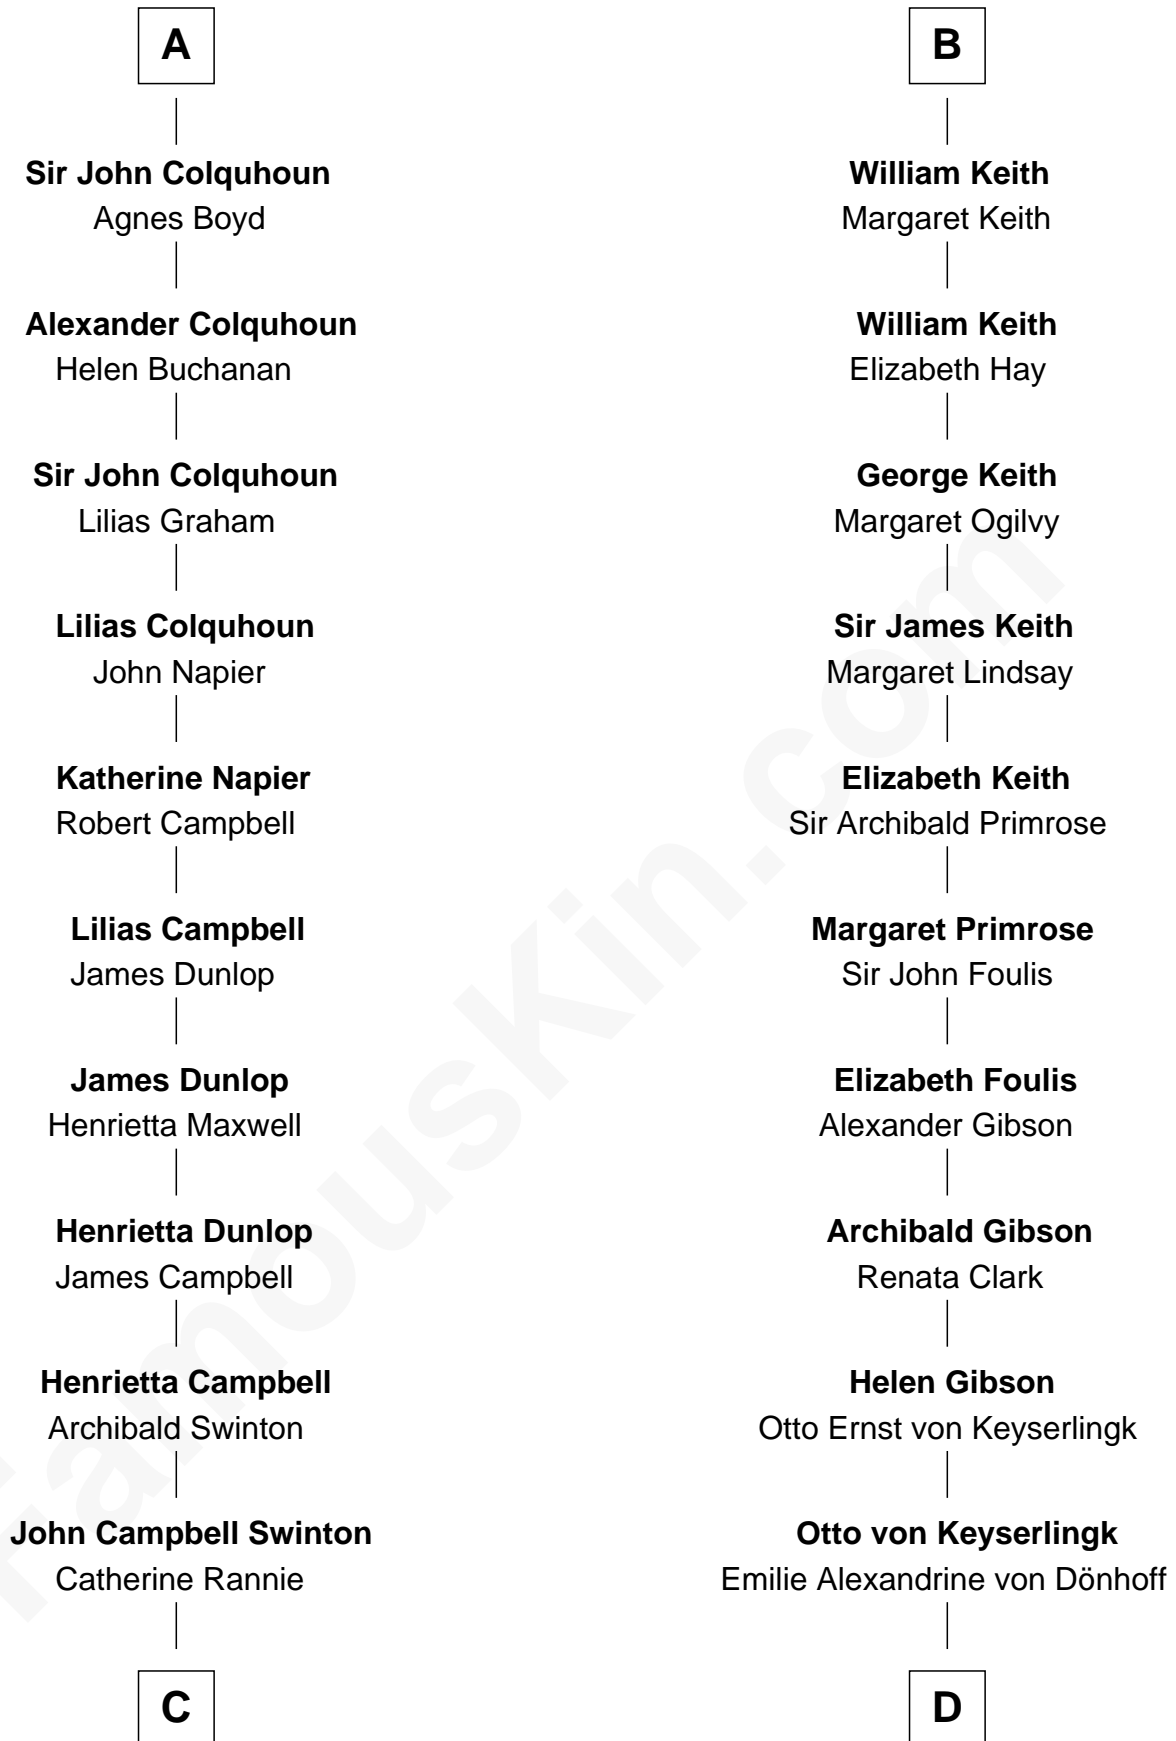 A
Sir John Colquhoun
Agnes Boyd
Alexander Colquhoun
Helen Buchanan
Sir John Colquhoun
Lilias Graham
Lilias Colquhoun
John Napier
Katherine Napier
Robert Campbell
Lilias Campbell
James Dunlop
James Dunlop
Henrietta Maxwell
Henrietta Dunlop
James Campbell
Henrietta Campbell
Archibald Swinton
John Campbell Swinton
Catherine Rannie
C
B
William Keith
Margaret Keith
William Keith
Elizabeth Hay
George Keith
Margaret Ogilvy
Sir James Keith
Margaret Lindsay
Elizabeth Keith
Sir Archibald Primrose
Margaret Primrose
Sir John Foulis
Elizabeth Foulis
Alexander Gibson
Archibald Gibson
Renata Clark
Helen Gibson
Otto Ernst von Keyserlingk
Otto von Keyserlingk
Emilie Alexandrine von Dönhoff
D
FamousKin.com